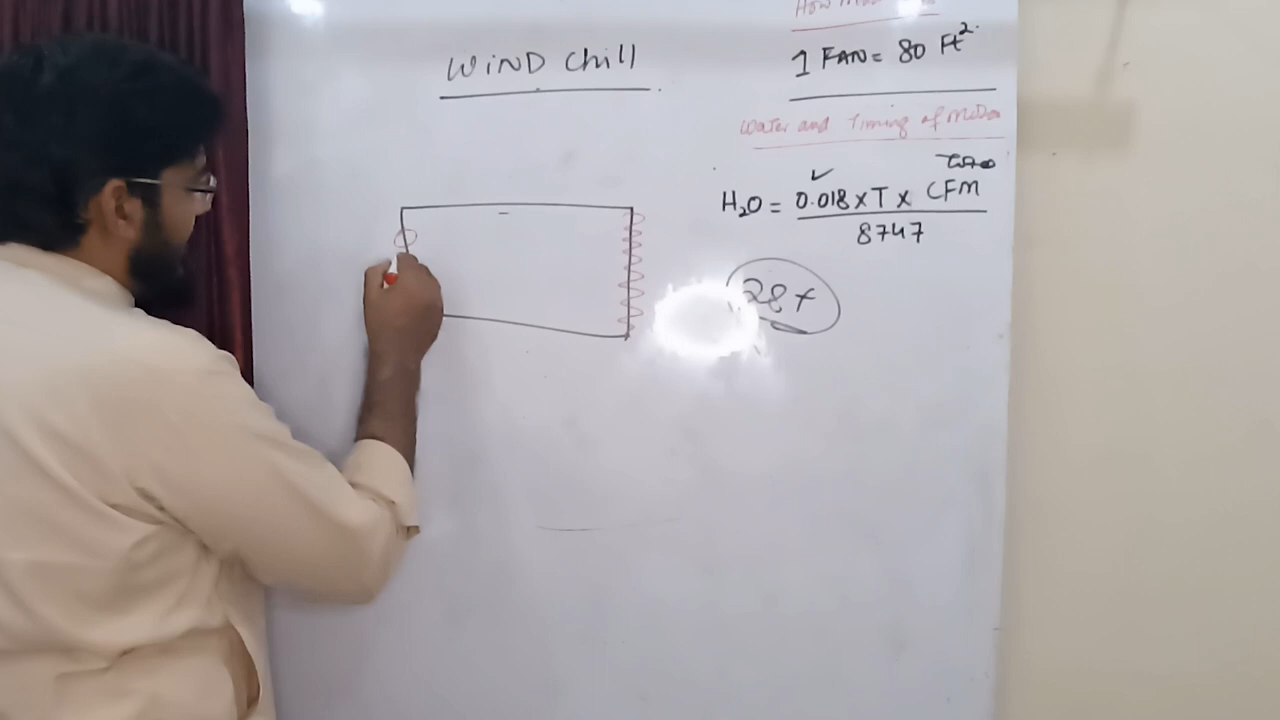 WIND Chill
1 FAN = 80 Ft².
Water and Timing of
H₂O = 0.018 x T x CFM
8747
28